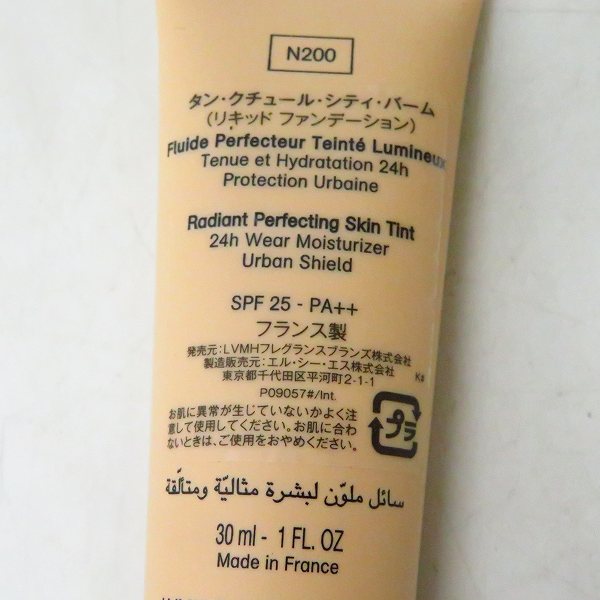 N200
タン・クチュール・シティ・バーム
(リキッド ファンデーション)
Fluide Perfecteur Teinté Lumineux
Tenue et Hydratation 24h
Protection Urbaine
Radiant Perfecting Skin Tint
24h Wear Moisturizer
Urban Shield
SPF 25 - PA++
フランス製
発売元:LVMHフレグランスブランズ株式会社
製造販売元:エル・シー・エス株式会社
東京都千代田区平河町2-1-1
Ka
P09057#/Int.
お肌に異常が生じていないかよく注
意して使用してください。お肌に合わ
ないときは、ご使用をおやめください。
プラ
سائل ملوّن لبشرة مثاليّة ومتألّقة
30 ml - 1 FL. OZ
Made in France